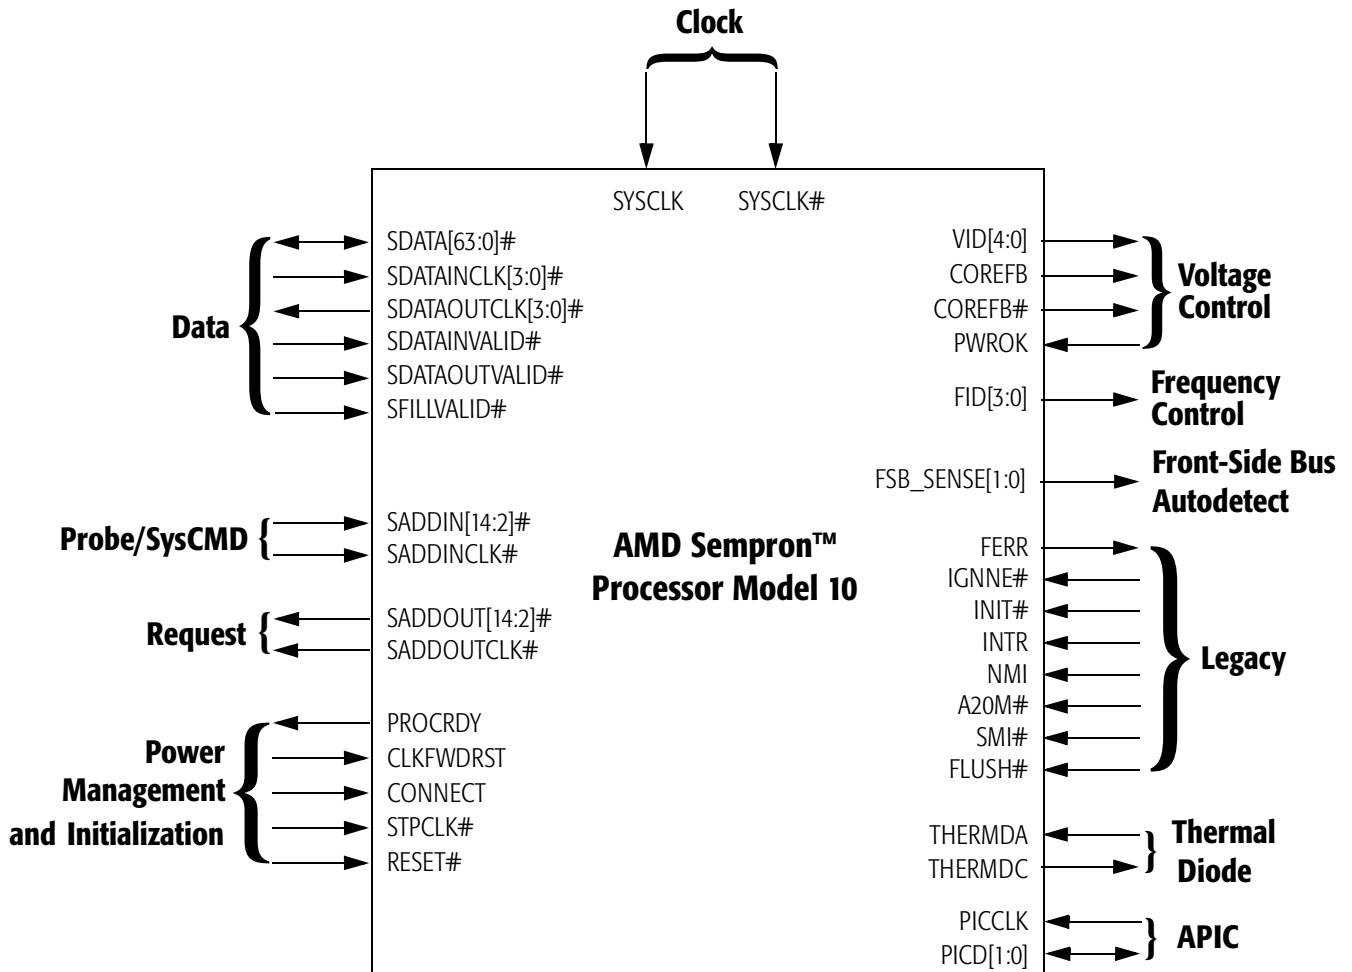 Clock
SYSCLK SYSCLK#
Data
SDATA[63:0]#
SDATAINCLK[3:0]#
SDATAOUTCLK[3:0]#
SDATAINVALID#
SDATAOUTVALID#
SFILLVALID#
Probe/SysCMD
SADDIN[14:2]#
SADDINCLK#
Request
SADDOUT[14:2]#
SADDOUTCLK#
Power
Management
and Initialization
PROCRDY
CLKFWDRST
CONNECT
STPCLK#
RESET#
AMD Sempron™
Processor Model 10
VID[4:0]
COREFB
COREFB#
PWROK
Voltage
Control
FID[3:0]
Frequency
Control
FSB_SENSE[1:0]
Front-Side Bus
Autodetect
FERR
IGNNE#
INIT#
INTR
NMI
A20M#
SMI#
FLUSH#
Legacy
THERMDA
THERMDC
Thermal
Diode
PICCLK
PICD[1:0]
APIC